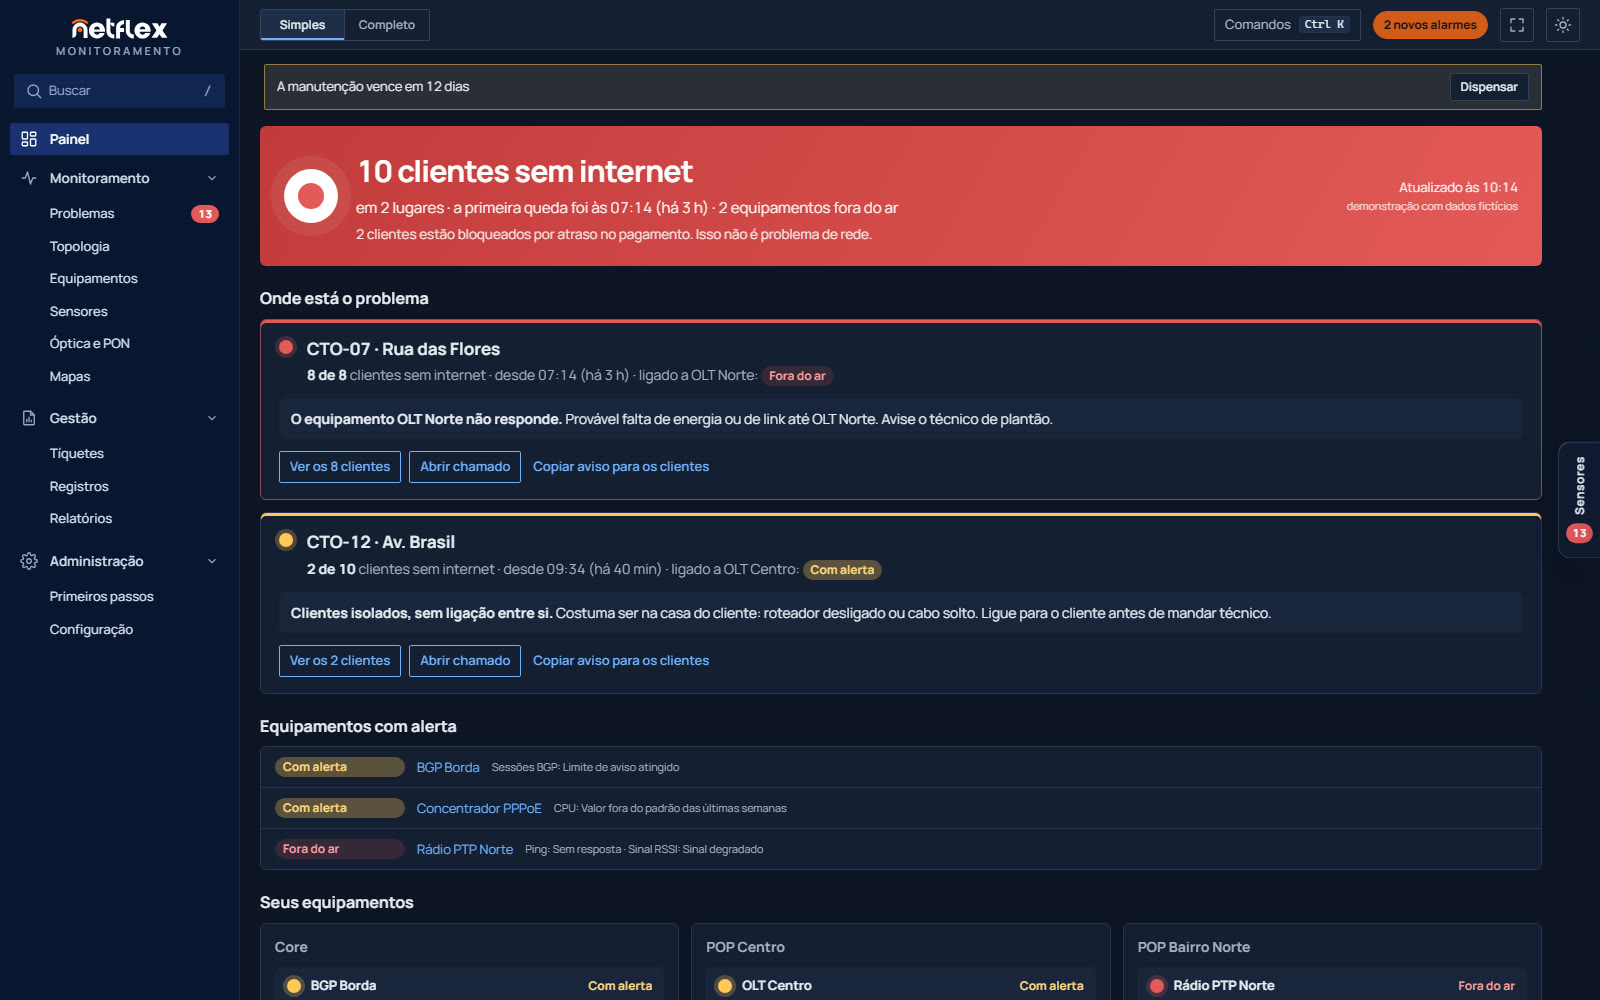 netflex
MONITORAMENTO
Buscar /
Painel
Monitoramento
Problemas 13
Topologia
Equipamentos
Sensores
Óptica e PON
Mapas
Gestão
Tíquetes
Registros
Relatórios
Administração
Primeiros passos
Configuração
Simples Completo
Comandos Ctrl K 2 novos alarmes
A manutenção vence em 12 dias Dispensar
10 clientes sem internet
em 2 lugares · a primeira queda foi às 07:14 (há 3 h) · 2 equipamentos fora do ar
2 clientes estão bloqueados por atraso no pagamento. Isso não é problema de rede.
Atualizado às 10:14
demonstração com dados fictícios
Onde está o problema
CTO-07 · Rua das Flores
8 de 8 clientes sem internet · desde 07:14 (há 3 h) · ligado a OLT Norte: Fora do ar
O equipamento OLT Norte não responde. Provável falta de energia ou de link até OLT Norte. Avise o técnico de plantão.
Ver os 8 clientes Abrir chamado Copiar aviso para os clientes
CTO-12 · Av. Brasil
2 de 10 clientes sem internet · desde 09:34 (há 40 min) · ligado a OLT Centro: Com alerta
Clientes isolados, sem ligação entre si. Costuma ser na casa do cliente: roteador desligado ou cabo solto. Ligue para o cliente antes de mandar técnico.
Ver os 2 clientes Abrir chamado Copiar aviso para os clientes
Equipamentos com alerta
Com alerta BGP Borda Sessões BGP: Limite de aviso atingido
Com alerta Concentrador PPPoE CPU: Valor fora do padrão das últimas semanas
Fora do ar Rádio PTP Norte Ping: Sem resposta · Sinal RSSI: Sinal degradado
Seus equipamentos
Core
BGP Borda Com alerta
POP Centro
OLT Centro Com alerta
POP Bairro Norte
Rádio PTP Norte Fora do ar
Sensores
13